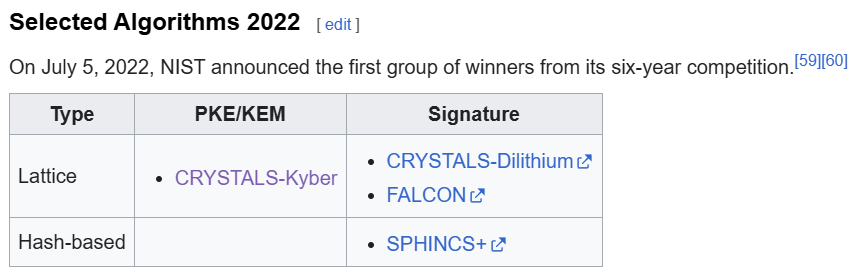 Selected Algorithms 2022 [ edit ]
On July 5, 2022, NIST announced the first group of winners from its six-year competition.[59][60]
Type PKE/KEM Signature
Lattice
• CRYSTALS-Kyber
• CRYSTALS-Dilithium
• FALCON
Hash-based
• SPHINCS+